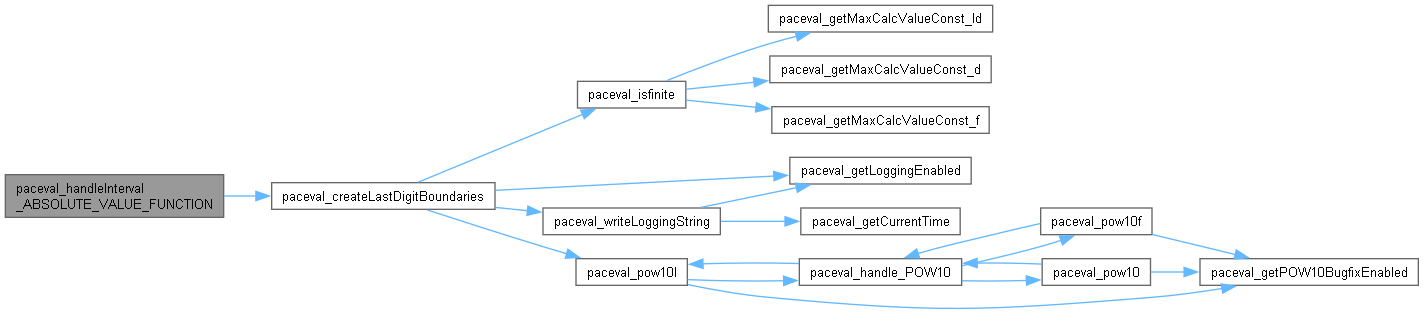 paceval_handleInterval
_ABSOLUTE_VALUE_FUNCTION
paceval_createLastDigitBoundaries
paceval_isfinite
paceval_getMaxCalcValueConst_ld
paceval_getMaxCalcValueConst_d
paceval_getMaxCalcValueConst_f
paceval_getLoggingEnabled
paceval_writeLoggingString
paceval_getCurrentTime
paceval_pow10l
paceval_handle_POW10
paceval_pow10f
paceval_pow10
paceval_getPOW10BugfixEnabled